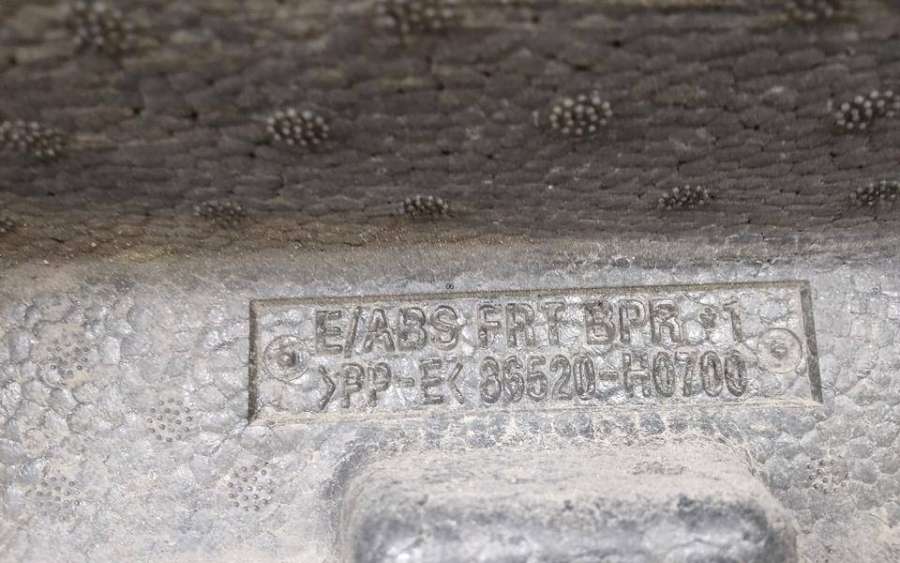 E/ABS FRT BPR #1
>PP-E< 86520-H0700